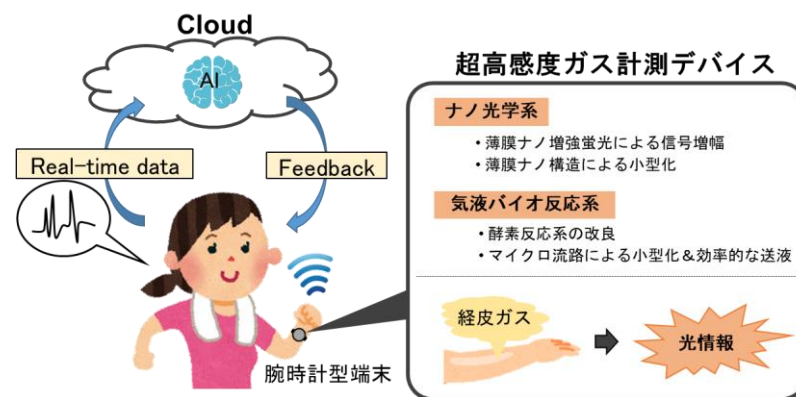 Cloud
AI
Real-time data
Feedback
腕時計型端末
超高感度ガス計測デバイス
ナノ光学系
・薄膜ナノ増強蛍光による信号増幅
・薄膜ナノ構造による小型化
気液バイオ反応系
・酵素反応系の改良
・マイクロ流路による小型化＆効率的な送液
経皮ガス
光情報